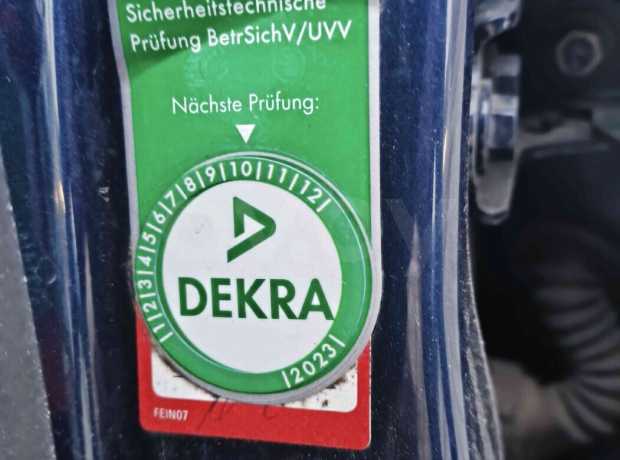 Sicherheitstechnische
Prüfung BetrSichV/UVV
Nächste Prüfung:
1|2|3|4|5|6|7|8|9|10|11|12|
DEKRA
|2023|
FEIN07